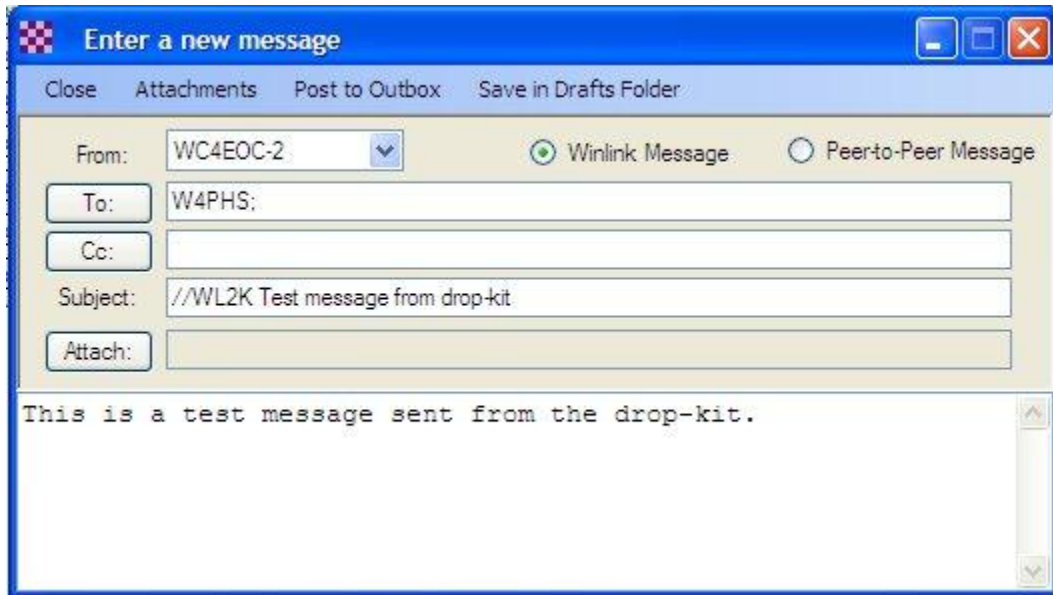 Enter a new message
Close Attachments Post to Outbox Save in Drafts Folder
From: WC4EOC-2 Winlink Message Peer-to-Peer Message
To: W4PHS;
Cc:
Subject: //WL2K Test message from drop-kit
Attach:
This is a test message sent from the drop-kit.